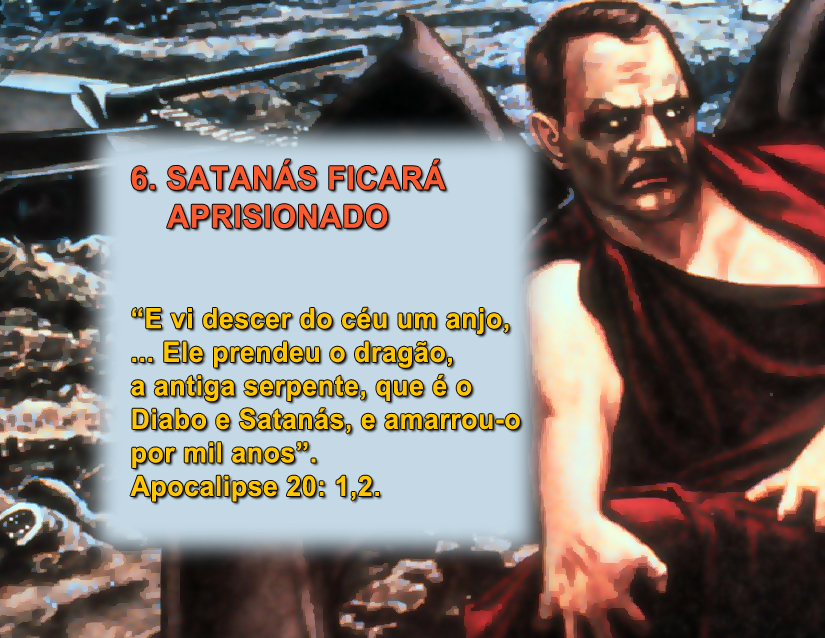 6. SATANÁS FICARÁ
APRISIONADO
“E vi descer do céu um anjo,
... Ele prendeu o dragão,
a antiga serpente, que é o
Diabo e Satanás, e amarrou-o
por mil anos”.
Apocalipse 20: 1,2.